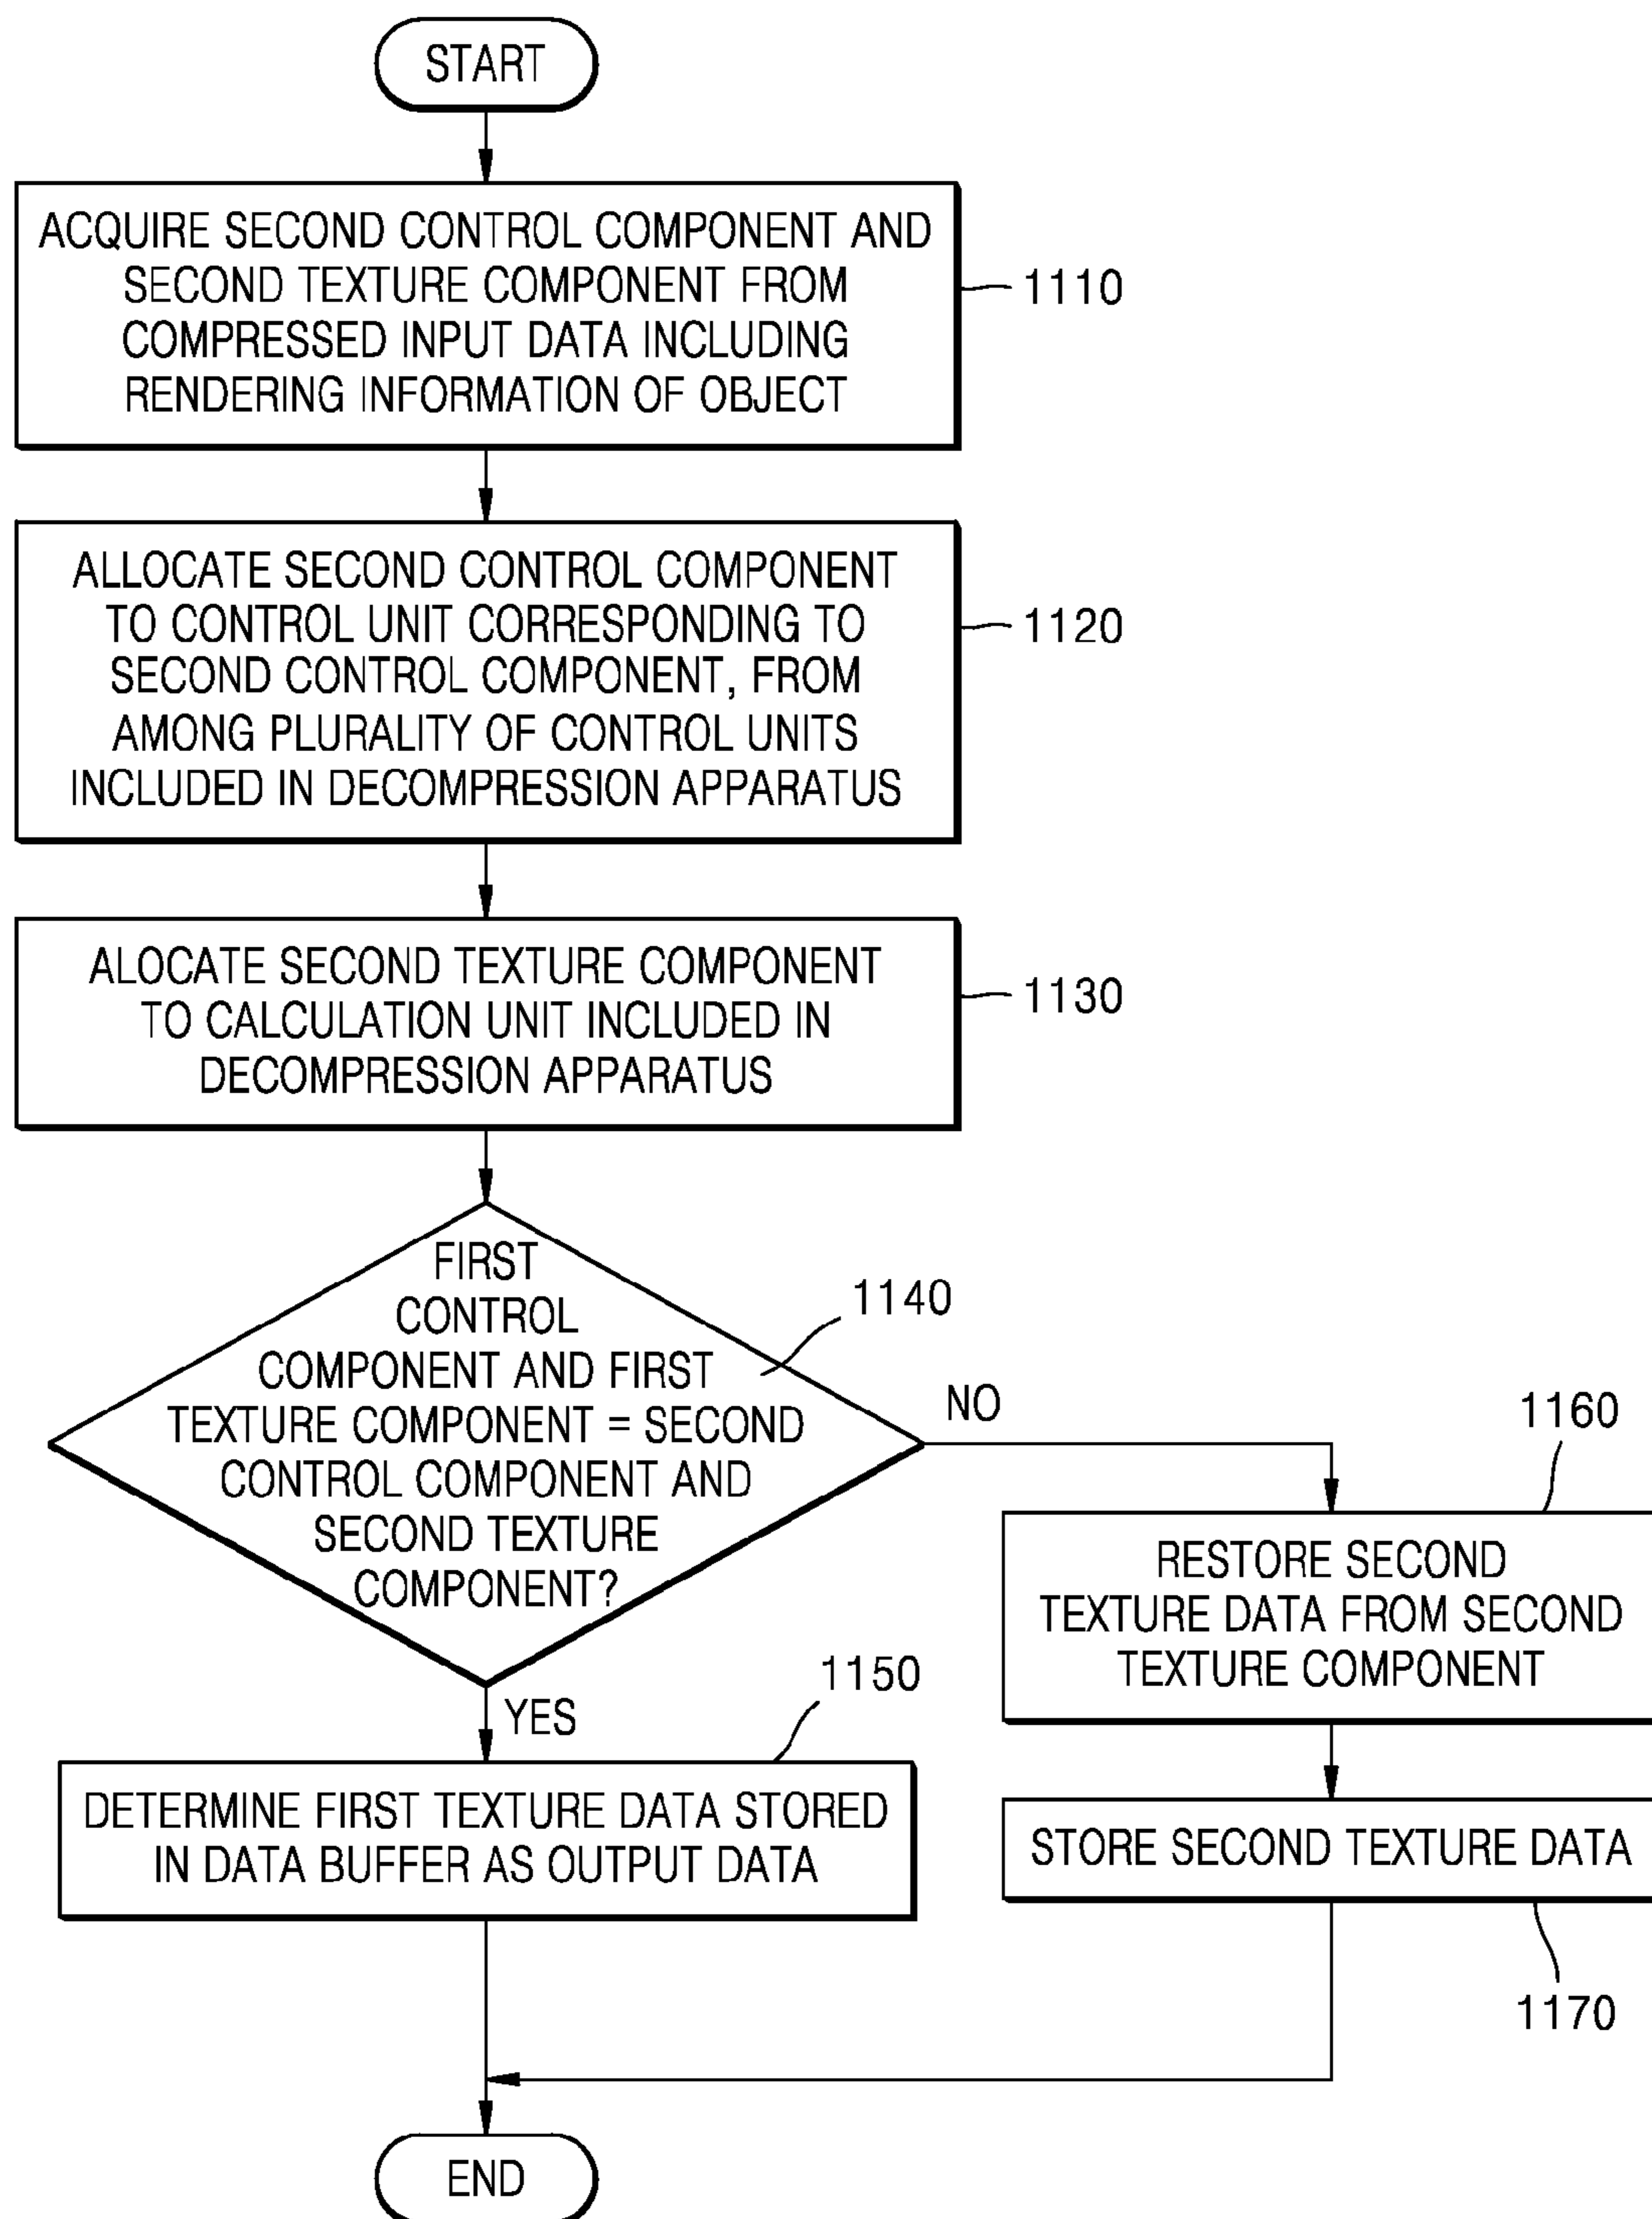 START
ACQUIRE SECOND CONTROL COMPONENT AND
SECOND TEXTURE COMPONENT FROM
COMPRESSED INPUT DATA INCLUDING
RENDERING INFORMATION OF OBJECT
1110
ALLOCATE SECOND CONTROL COMPONENT
TO CONTROL UNIT CORRESPONDING TO
SECOND CONTROL COMPONENT, FROM
AMONG PLURALITY OF CONTROL UNITS
INCLUDED IN DECOMPRESSION APPARATUS
1120
ALOCATE SECOND TEXTURE COMPONENT
TO CALCULATION UNIT INCLUDED IN
DECOMPRESSION APPARATUS
1130
FIRST
CONTROL
COMPONENT AND FIRST
TEXTURE COMPONENT = SECOND
CONTROL COMPONENT AND
SECOND TEXTURE
COMPONENT?
1140
NO
YES
1150
DETERMINE FIRST TEXTURE DATA STORED
IN DATA BUFFER AS OUTPUT DATA
1160
RESTORE SECOND
TEXTURE DATA FROM SECOND
TEXTURE COMPONENT
STORE SECOND TEXTURE DATA
1170
END